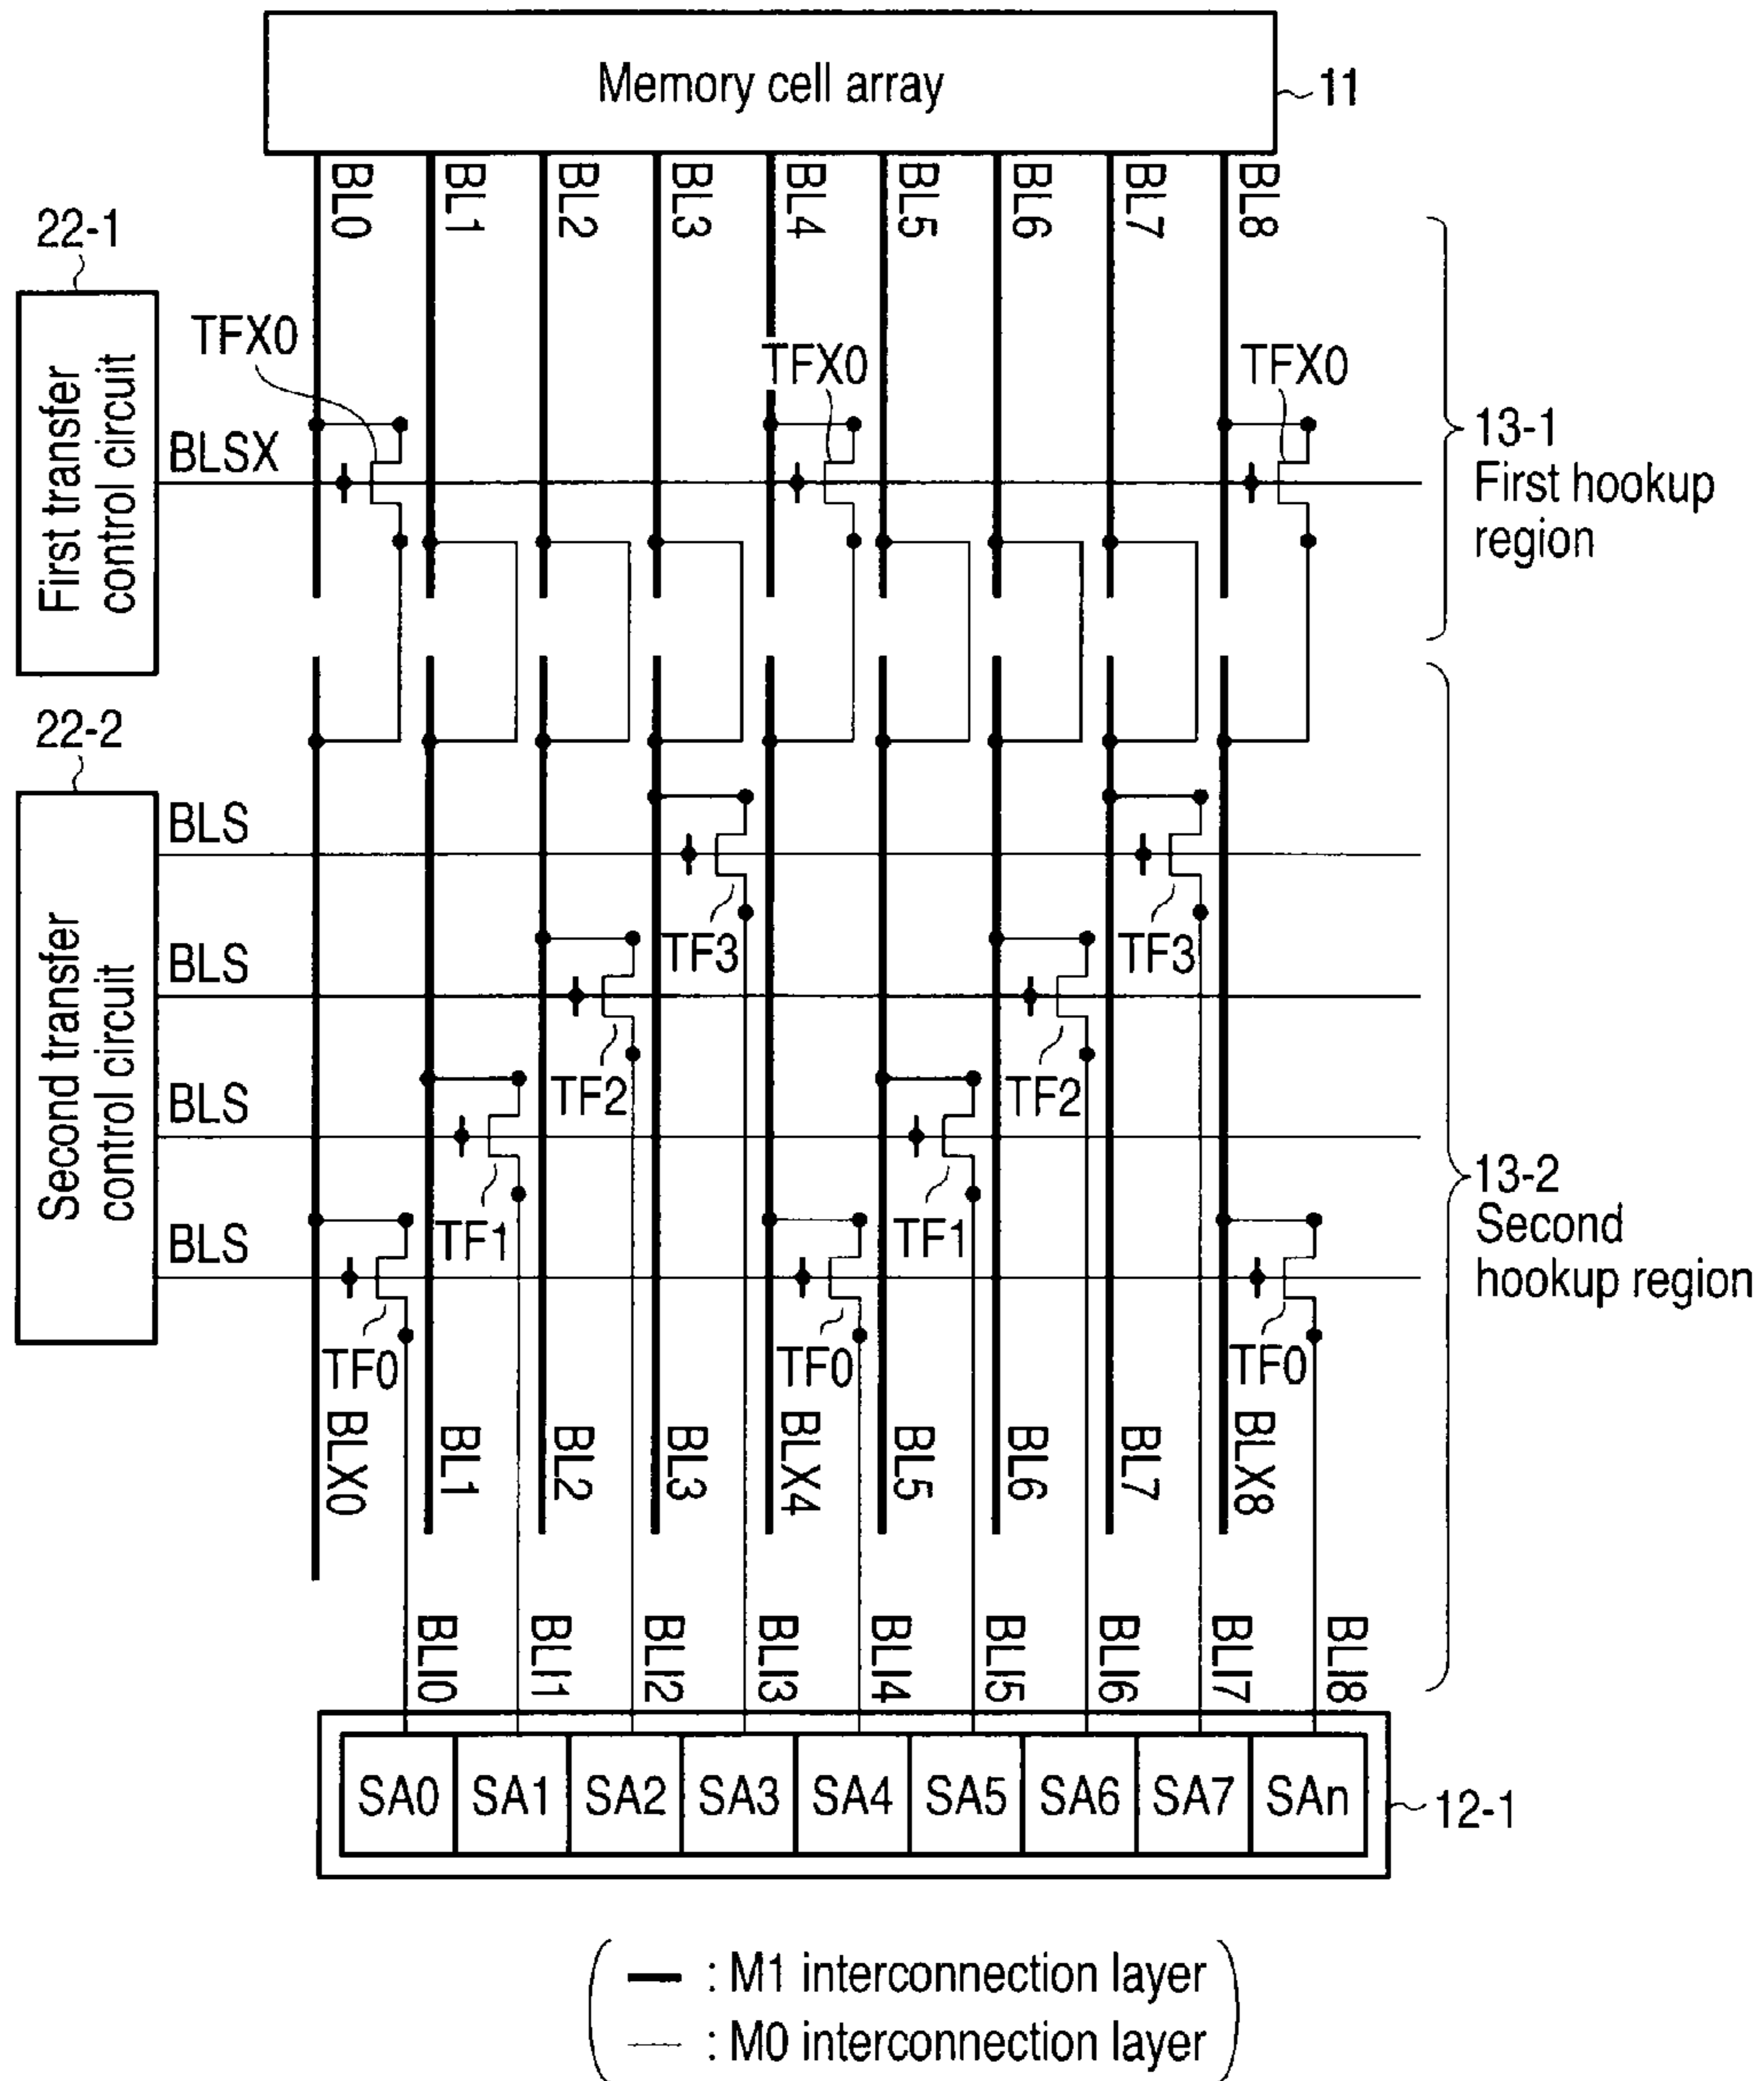 Memory cell array
11
BL0
BL1
BL2
BL3
BL4
BL5
BL6
BL7
BL8
22-1
First transfer
control circuit
TFX0
TFX0
TFX0
BLSX
13-1
First hookup
region
22-2
Second transfer
control circuit
BLS
TF3
TF3
BLS
TF2
TF2
BLS
TF1
TF1
BLS
TF0
TF0
TF0
13-2
Second
hookup region
BLX0
BL1
BL2
BL3
BLX4
BL5
BL6
BL7
BLX8
BLI0
BLI1
BLI2
BLI3
BLI4
BLI5
BLI6
BLI7
BLI8
SA0 SA1 SA2 SA3 SA4 SA5 SA6 SA7 SAn
12-1
: M1 interconnection layer
: M0 interconnection layer